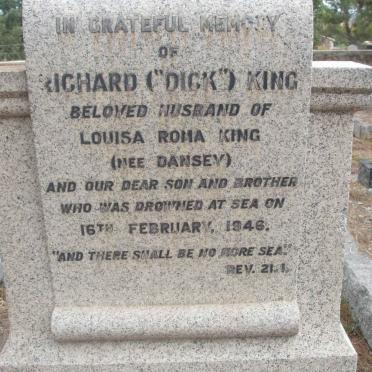 IN GRATEFUL MEMORY
OF
RICHARD ("DICK") KING
BELOVED HUSBAND OF
LOUISA ROMA KING
(NEE DANSEY)
AND OUR DEAR SON AND BROTHER
WHO WAS DROWNED AT SEA ON
16TH FEBRUARY, 1946.
"AND THERE SHALL BE NO MORE SEA."
REV. 21.1.